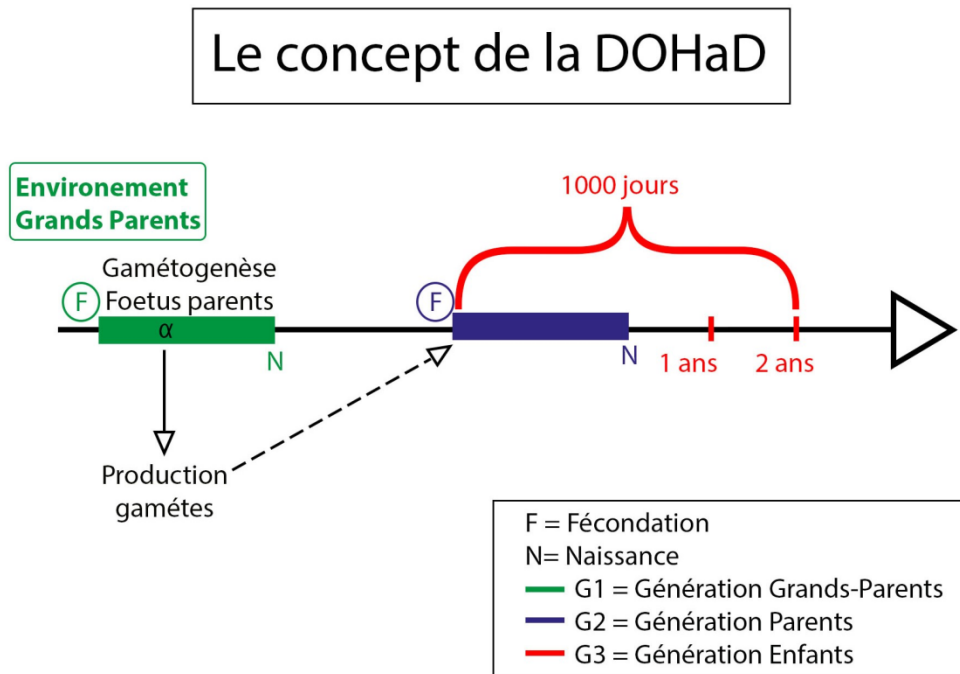 Le concept de la DOHaD
1000 jours
Environement
Grands Parents
Gamétogenèse
Foetus parents
F
F
α
N
N
1 ans
2 ans
Production
gamétes
F = Fécondation
N= Naissance
G1 = Génération Grands-Parents
G2 = Génération Parents
G3 = Génération Enfants